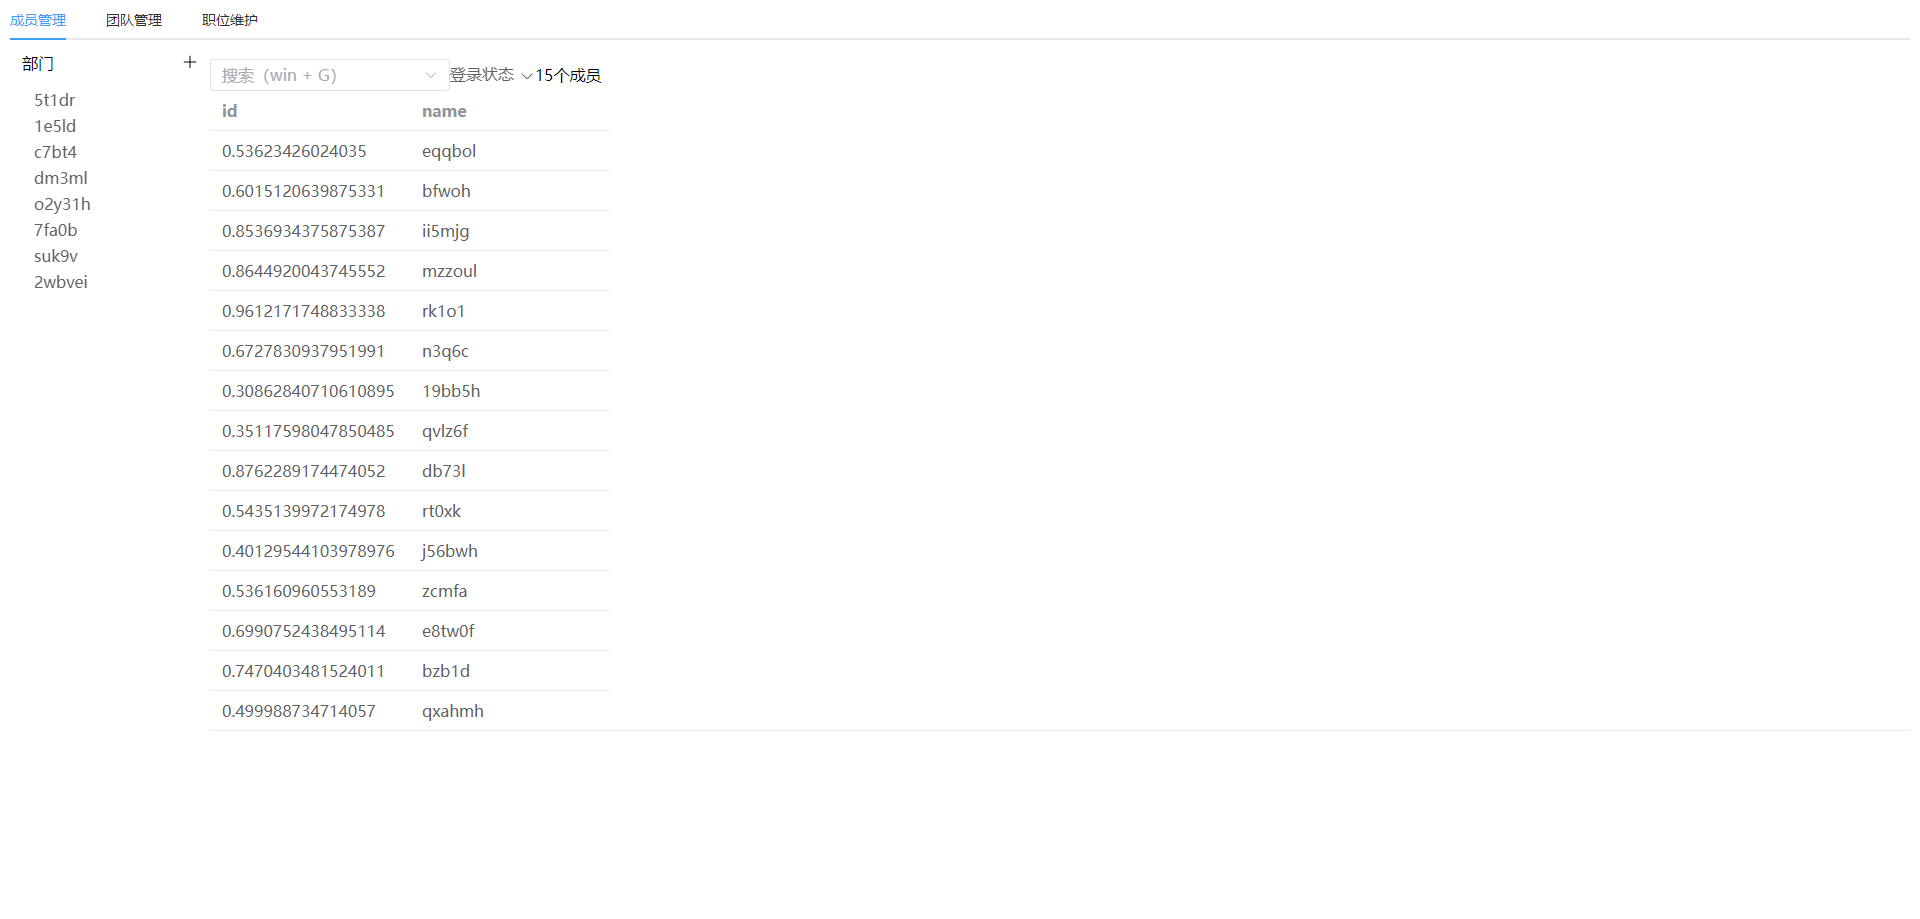 成员管理 团队管理 职位维护
部门
5t1dr
1e5ld
c7bt4
dm3ml
o2y31h
7fa0b
suk9v
2wbvei
搜索（win + G） 登录状态 15个成员
id name
0.53623426024035 eqqbol
0.6015120639875331 bfwoh
0.8536934375875387 ii5mjg
0.8644920043745552 mzzoul
0.9612171748833338 rk1o1
0.6727830937951991 n3q6c
0.30862840710610895 19bb5h
0.35117598047850485 qvlz6f
0.8762289174474052 db73l
0.5435139972174978 rt0xk
0.40129544103978976 j56bwh
0.536160960553189 zcmfa
0.6990752438495114 e8tw0f
0.7470403481524011 bzb1d
0.499988734714057 qxahmh